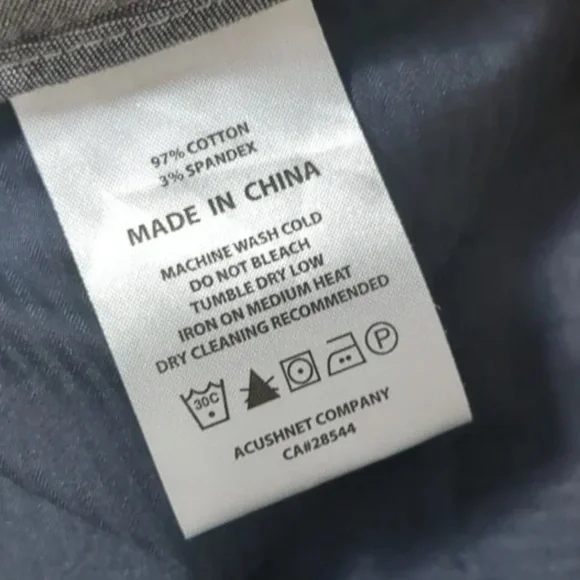 97% COTTON
3% SPANDEX
MADE IN CHINA
MACHINE WASH COLD
DO NOT BLEACH
TUMBLE DRY LOW
IRON ON MEDIUM HEAT
DRY CLEANING RECOMMENDED
30C P
ACUSHNET COMPANY
CA#28544